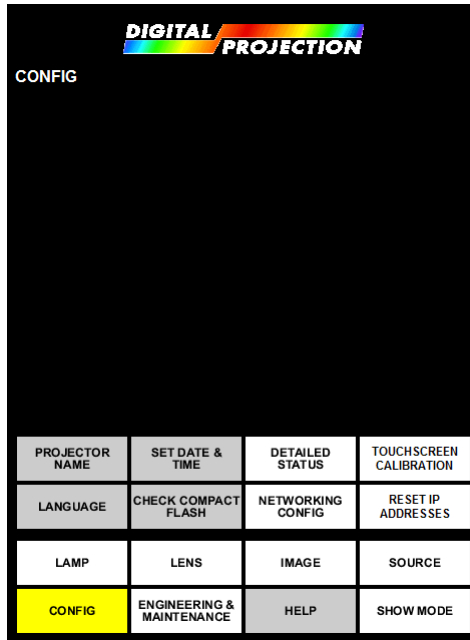 DIGITAL
PROJECTION
CONFIG
PROJECTOR
NAME
SET DATE &
TIME
DETAILED
STATUS
TOUCHSCREEN
CALIBRATION
LANGUAGE
CHECK COMPACT
FLASH
NETWORKING
CONFIG
RESET IP
ADDRESSES
LAMP
LENS
IMAGE
SOURCE
CONFIG
ENGINEERING &
MAINTENANCE
HELP
SHOW MODE